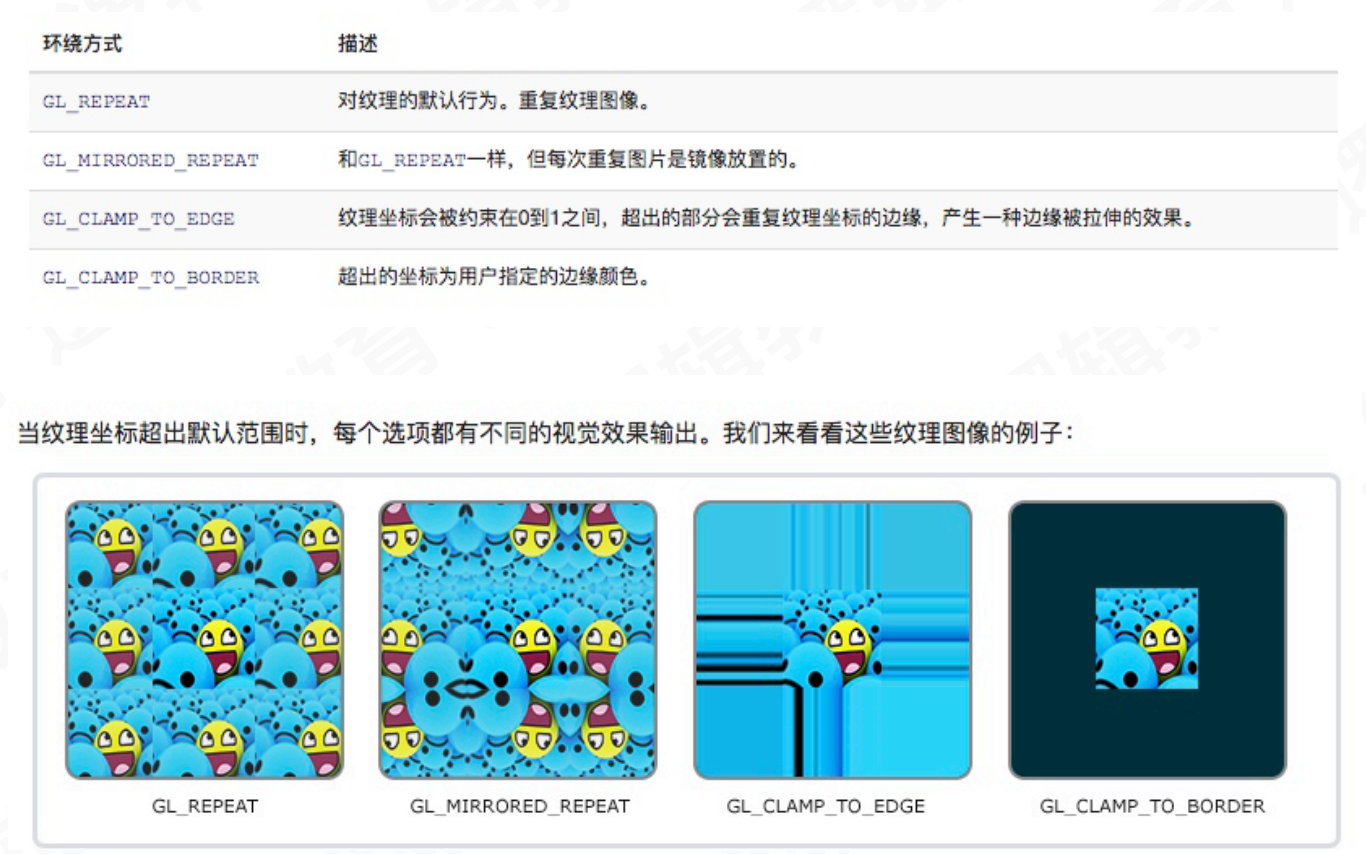 环绕方式 描述
GL_REPEAT 对纹理的默认行为。重复纹理图像。
GL_MIRRORED_REPEAT 和GL_REPEAT一样，但每次重复图片是镜像放置的。
GL_CLAMP_TO_EDGE 纹理坐标会被约束在0到1之间，超出的部分会重复纹理坐标的边缘，产生一种边缘被拉伸的效果。
GL_CLAMP_TO_BORDER 超出的坐标为用户指定的边缘颜色。
当纹理坐标超出默认范围时，每个选项都有不同的视觉效果输出。我们来看看这些纹理图像的例子：
GL_REPEAT GL_MIRRORED_REPEAT GL_CLAMP_TO_EDGE GL_CLAMP_TO_BORDER